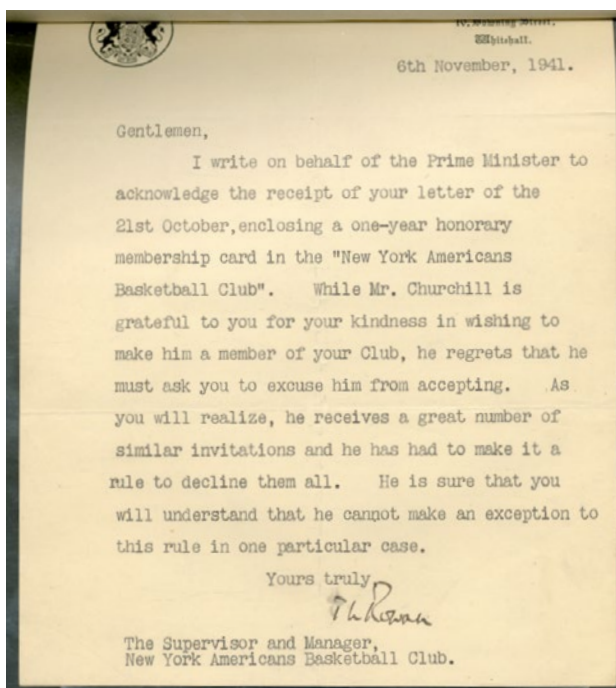 10, Downing Street,
Whitehall.
6th November, 1941.
Gentlemen,
I write on behalf of the Prime Minister to
acknowledge the receipt of your letter of the
21st October, enclosing a one-year honorary
membership card in the "New York Americans
Basketball Club". While Mr. Churchill is
grateful to you for your kindness in wishing to
make him a member of your Club, he regrets that he
must ask you to excuse him from accepting. As
you will realize, he receives a great number of
similar invitations and he has had to make it a
rule to decline them all. He is sure that you
will understand that he cannot make an exception to
this rule in one particular case.
Yours truly,
Rowan
The Supervisor and Manager,
New York Americans Basketball Club.